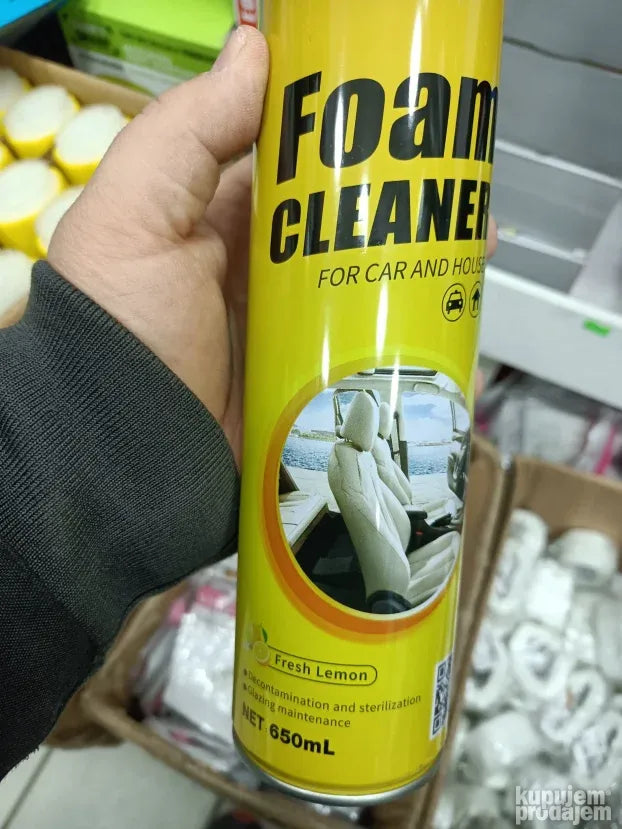 Foam
CLEANER
FOR CAR AND HOUSE
Fresh Lemon
Decontamination and sterilization
Glazing maintenance
NET 650mL
kupujem
prodajem